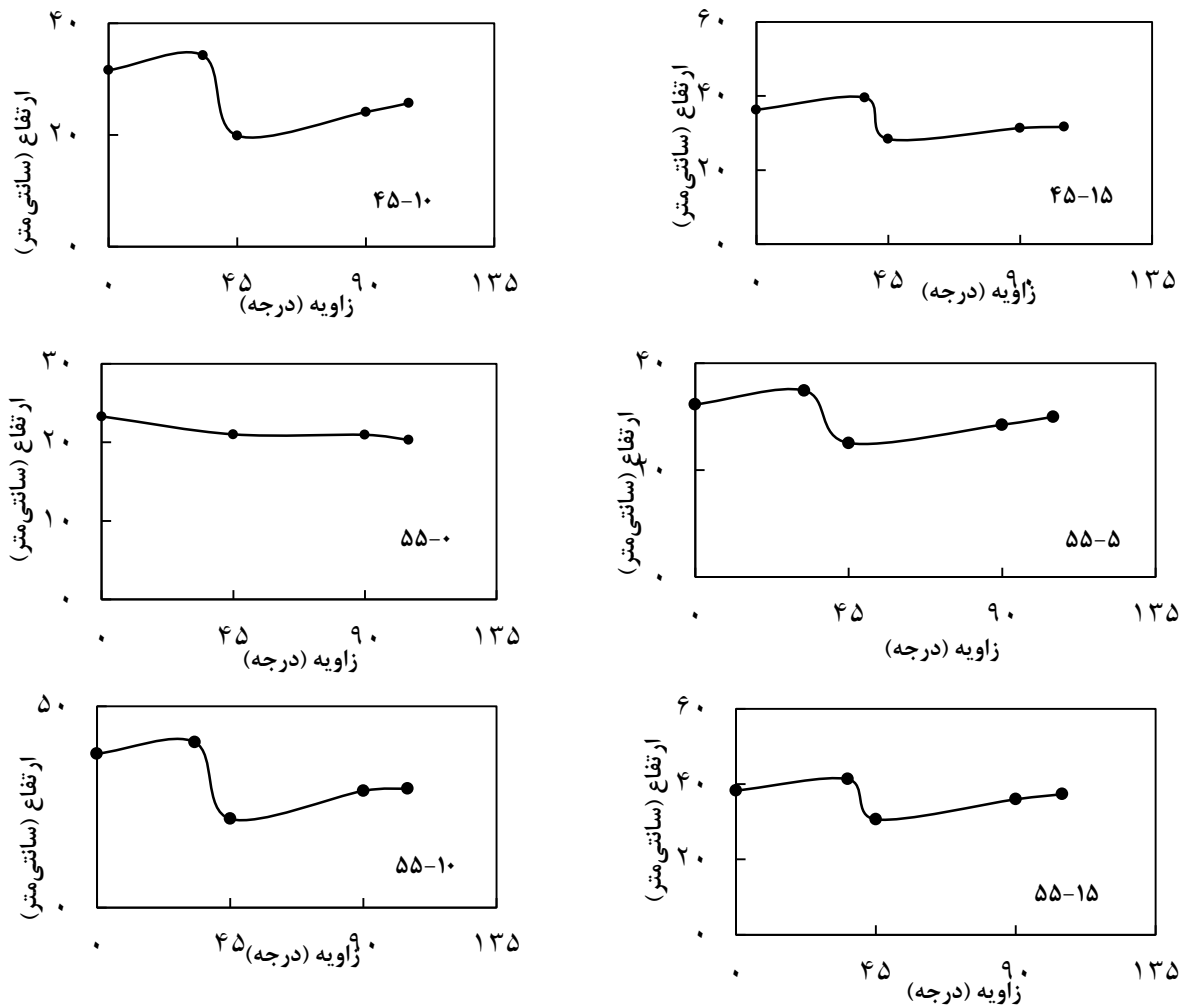 ۴۰
۲۰
۰
ارتفاع (سانتی‌متر)
۴۵-۱۰
۰ ۴۵ ۹۰ ۱۳۵
زاویه (درجه)
۶۰
۴۰
۲۰
۰
ارتفاع (سانتی‌متر)
۴۵-۱۵
۰ ۴۵ ۹۰ ۱۳۵
زاویه (درجه)
۳۰
۲۰
۱۰
۰
ارتفاع (سانتی‌متر)
۵۵-۰
۰ ۴۵ ۹۰ ۱۳۵
زاویه (درجه)
۴۰
۲۰
۰
ارتفاع (سانتی‌متر)
۵۵-۵
۰ ۴۵ ۹۰ ۱۳۵
زاویه (درجه)
۵۰
۰
ارتفاع (سانتی‌متر)
۵۵-۱۰
۰ ۴۵ ۹۰ ۱۳۵
زاویه (درجه)
۶۰
۴۰
۲۰
۰
ارتفاع (سانتی‌متر)
۵۵-۱۵
۰ ۴۵ ۹۰ ۱۳۵
زاویه (درجه)